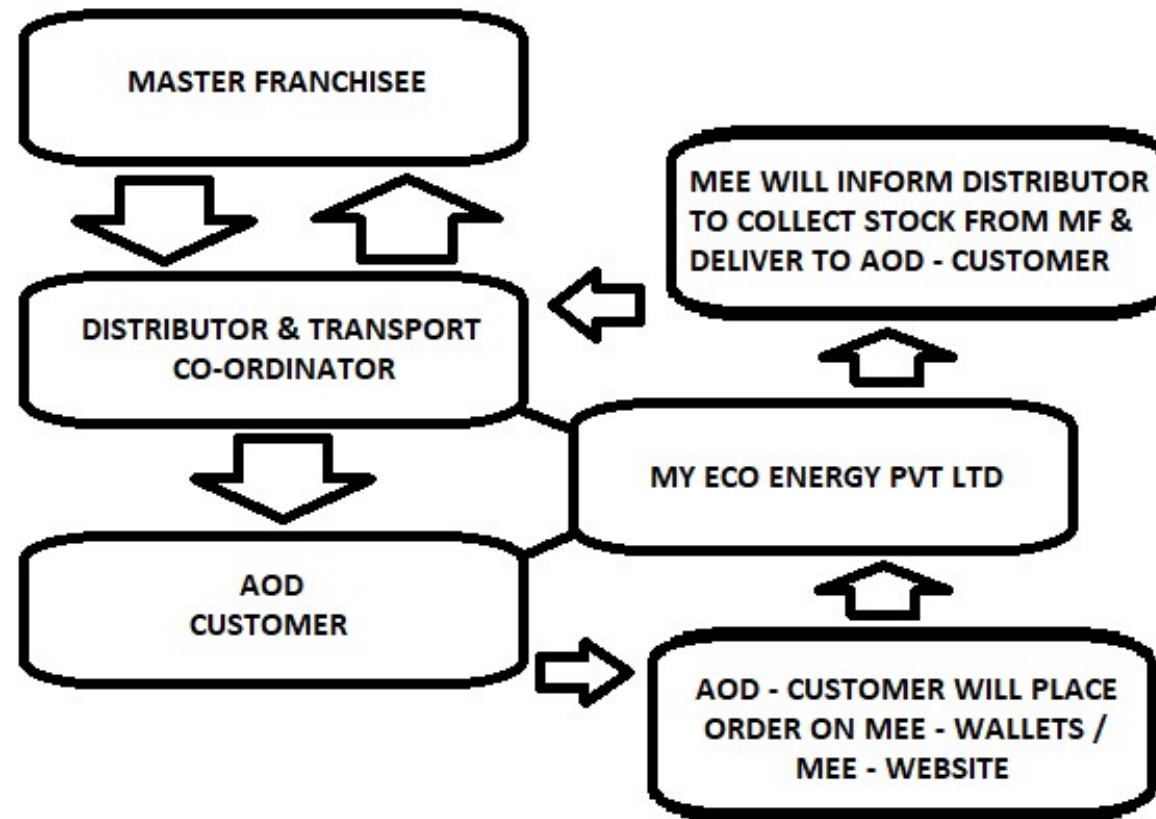 MASTER FRANCHISEE
MEE WILL INFORM DISTRIBUTOR
TO COLLECT STOCK FROM MF &
DELIVER TO AOD - CUSTOMER
DISTRIBUTOR & TRANSPORT
CO-ORDINATOR
MY ECO ENERGY PVT LTD
AOD
CUSTOMER
AOD - CUSTOMER WILL PLACE
ORDER ON MEE - WALLETS /
MEE - WEBSITE